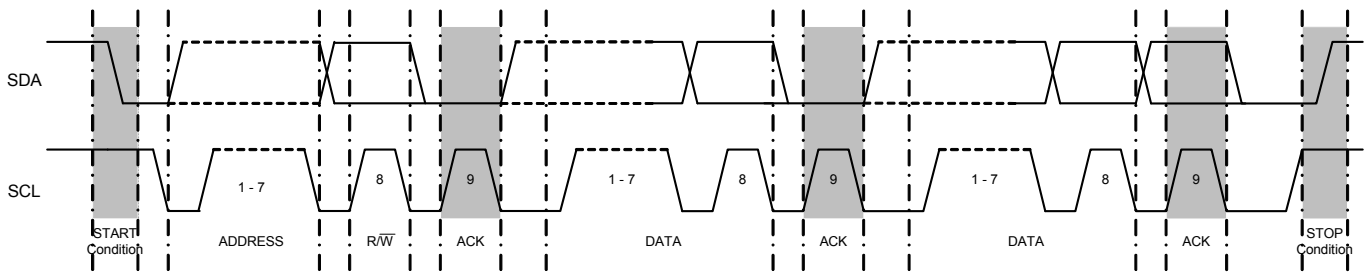 SDA
SCL
1 - 7
8
9
1 - 7
8
9
1 - 7
8
9
START
Condition
ADDRESS
R/W̅
ACK
DATA
ACK
DATA
ACK
STOP
Condition